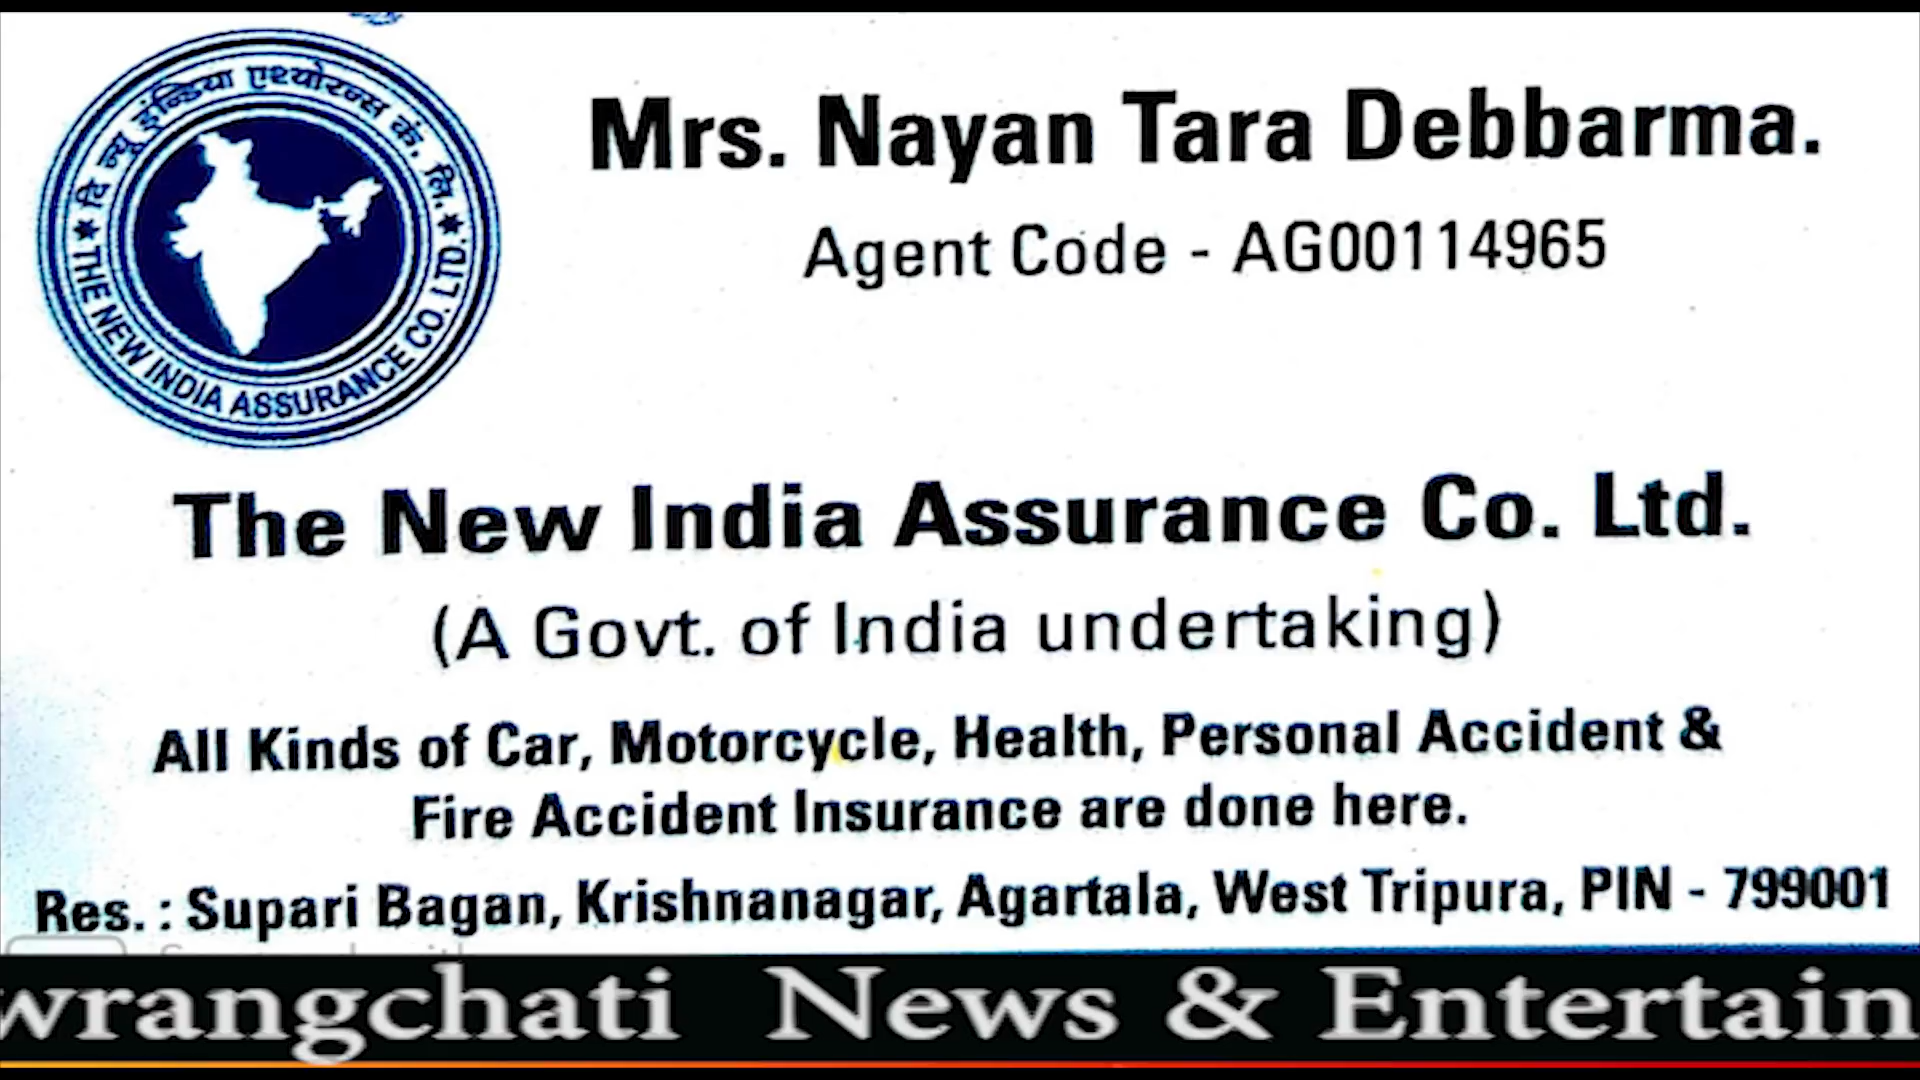 दि न्यू इंन्डिया एश्योरन्स कं. लि.
THE NEW INDIA ASSURANCE CO. LTD.
Mrs. Nayan Tara Debbarma.
Agent Code - AG00114965
The New India Assurance Co. Ltd.
(A Govt. of India undertaking)
All Kinds of Car, Motorcycle, Health, Personal Accident &
Fire Accident Insurance are done here.
Res. : Supari Bagan, Krishnanagar, Agartala, West Tripura, PIN - 799001
wrangchati News & Entertain